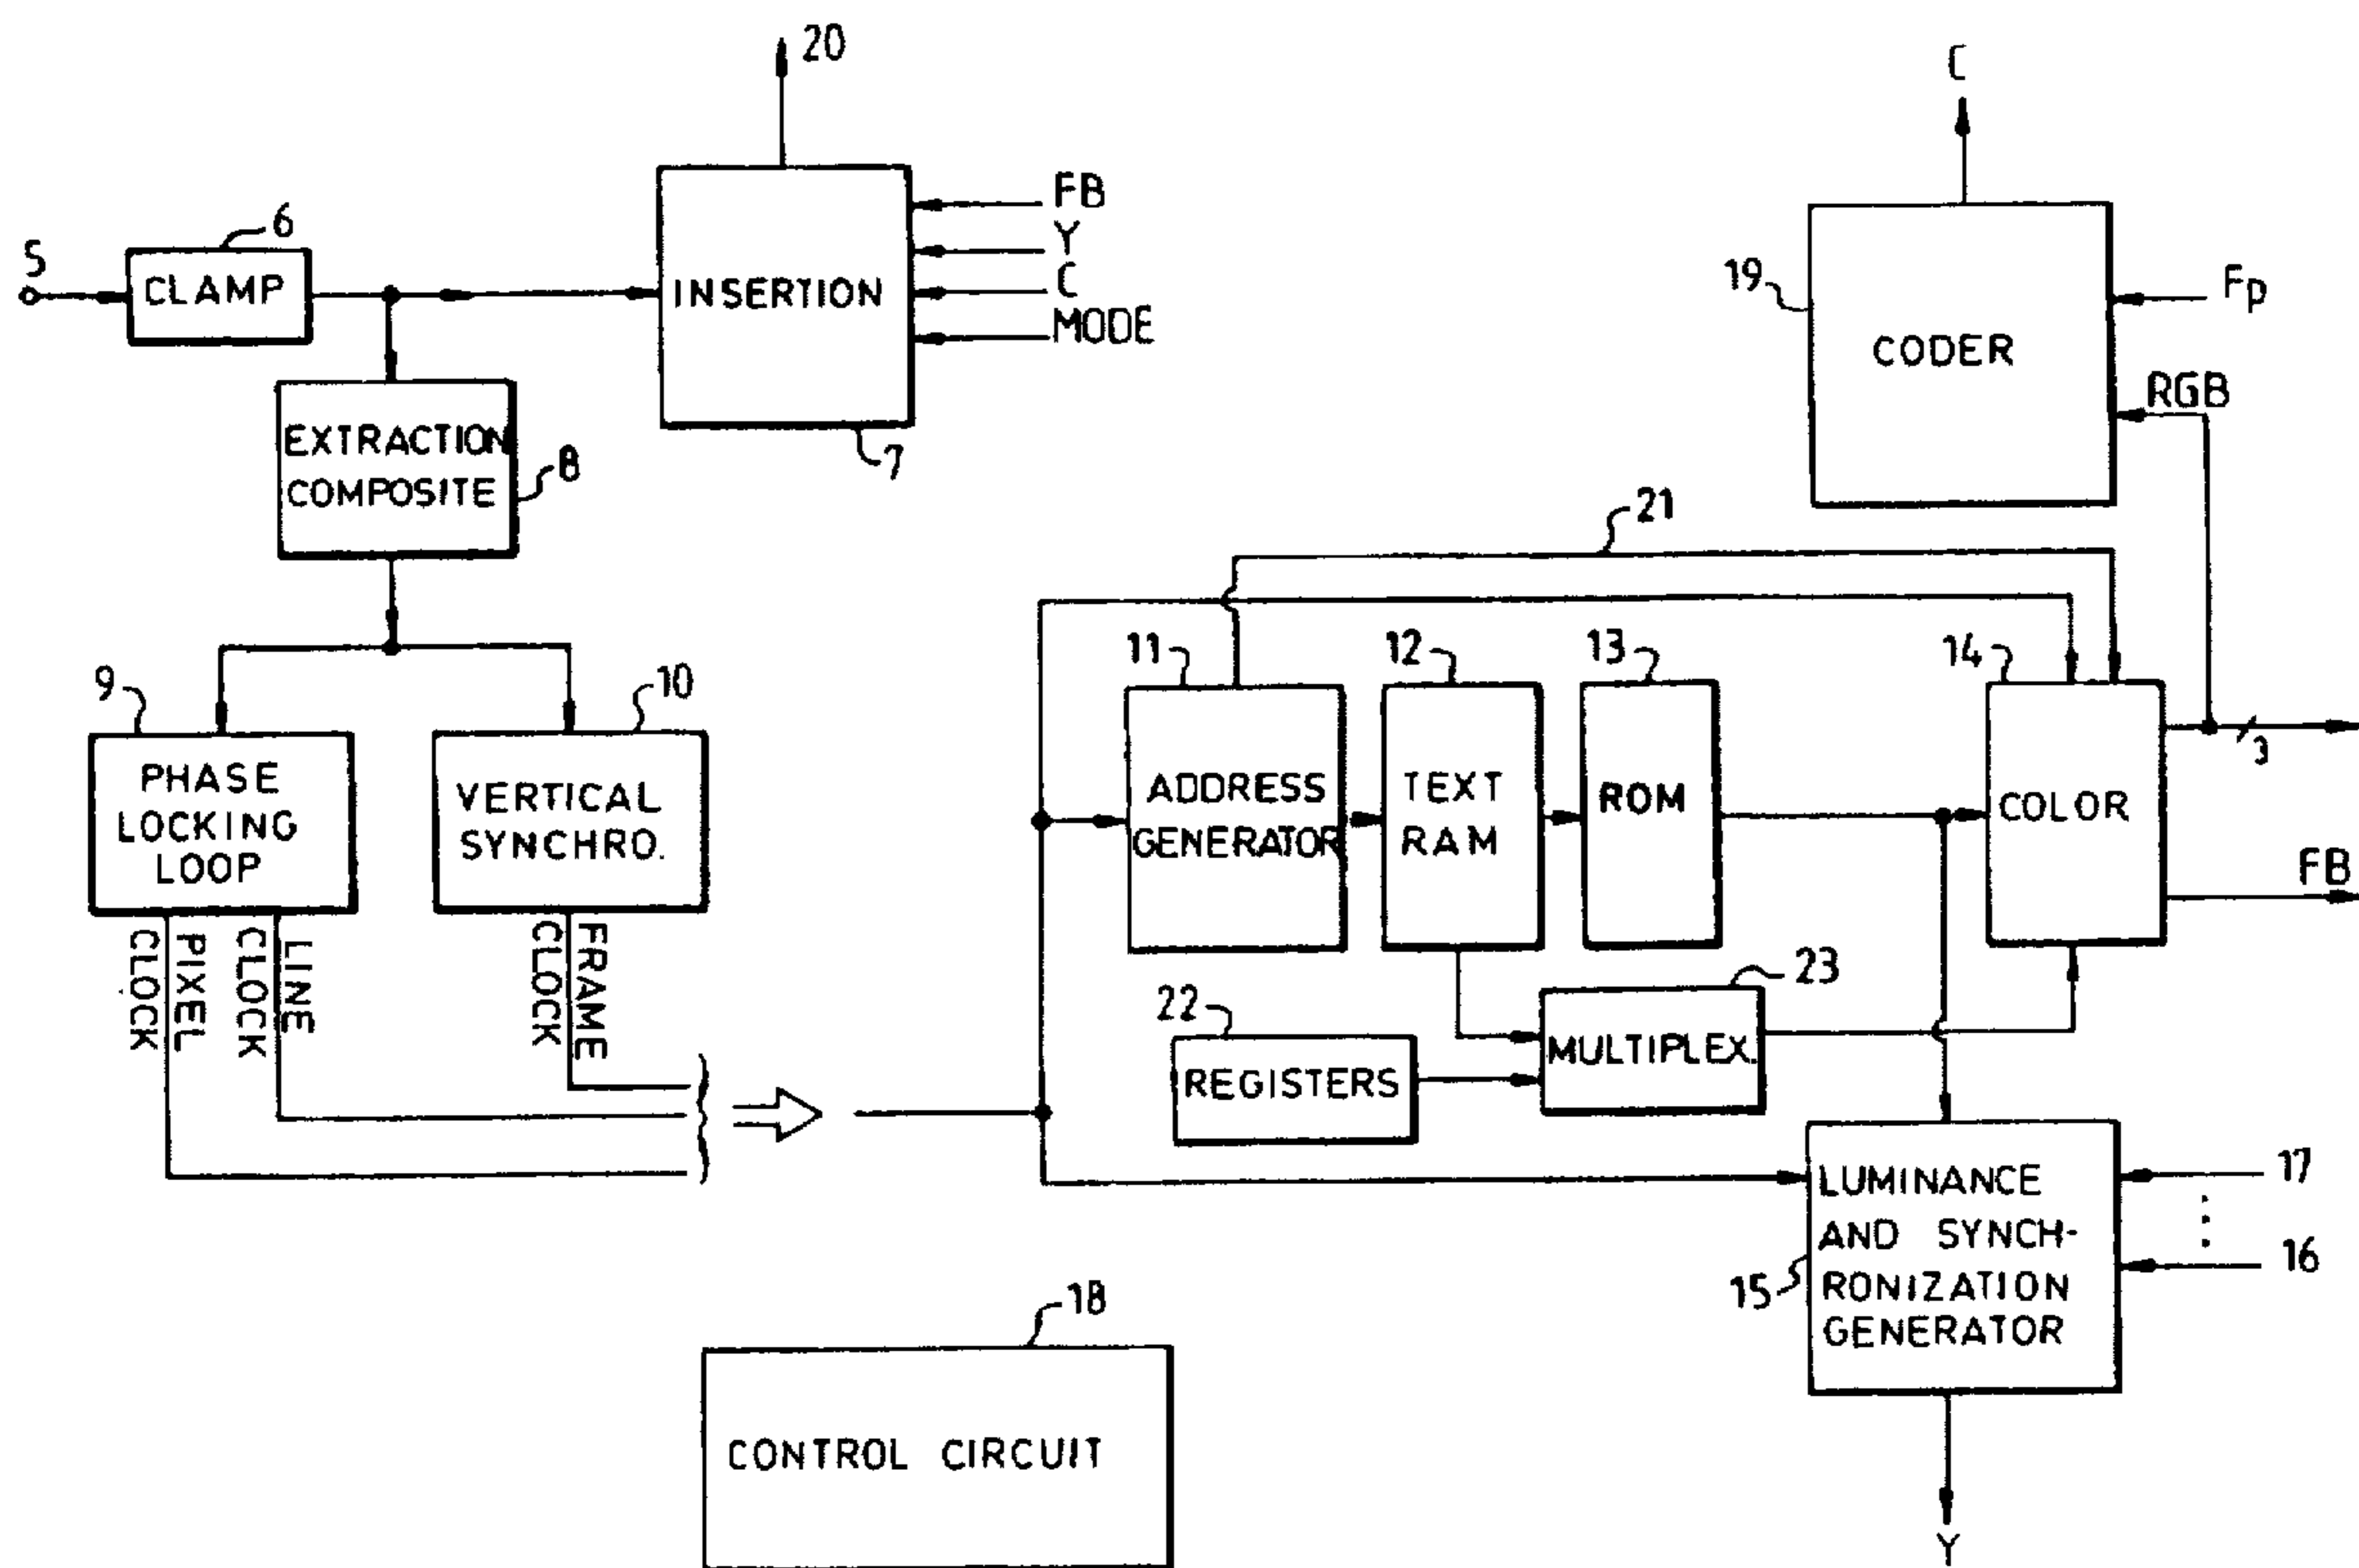 20
C
6
5
CLAMP
FB
Y
C
MODE
INSERTION
7
19
Fp
CODER
RGB
EXTRACTION
COMPOSITE
8
21
9
10
11
12
13
14
PHASE
LOCKING
LOOP
VERTICAL
SYNCHRO.
ADDRESS
GENERATOR
TEXT
RAM
ROM
COLOR
3
FB
PIXEL
CLOCK
LINE
CLOCK
FRAME
CLOCK
22
REGISTERS
23
MULTIPLEX.
LUMINANCE
AND SYNCH-
RONIZATION
GENERATOR
15
17
16
18
CONTROL CIRCUIT
Y